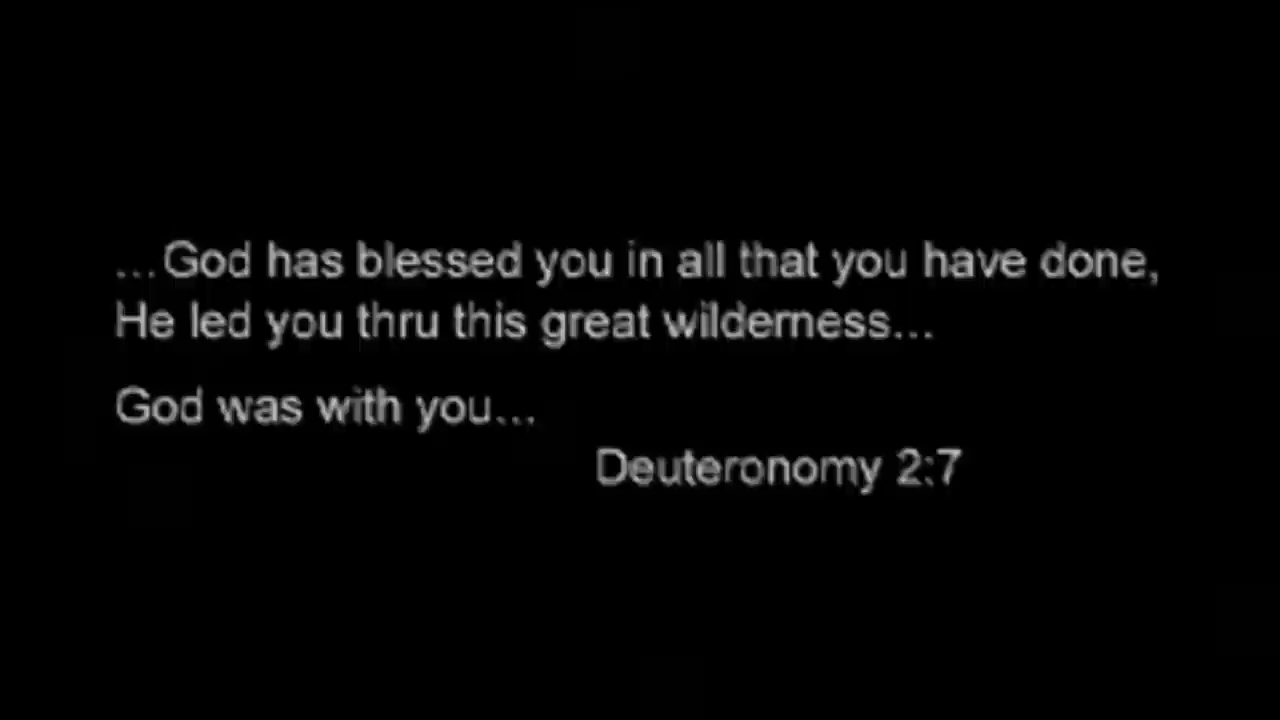 ...God has blessed you in all that you have done,
He led you thru this great wilderness...
God was with you...
Deuteronomy 2:7